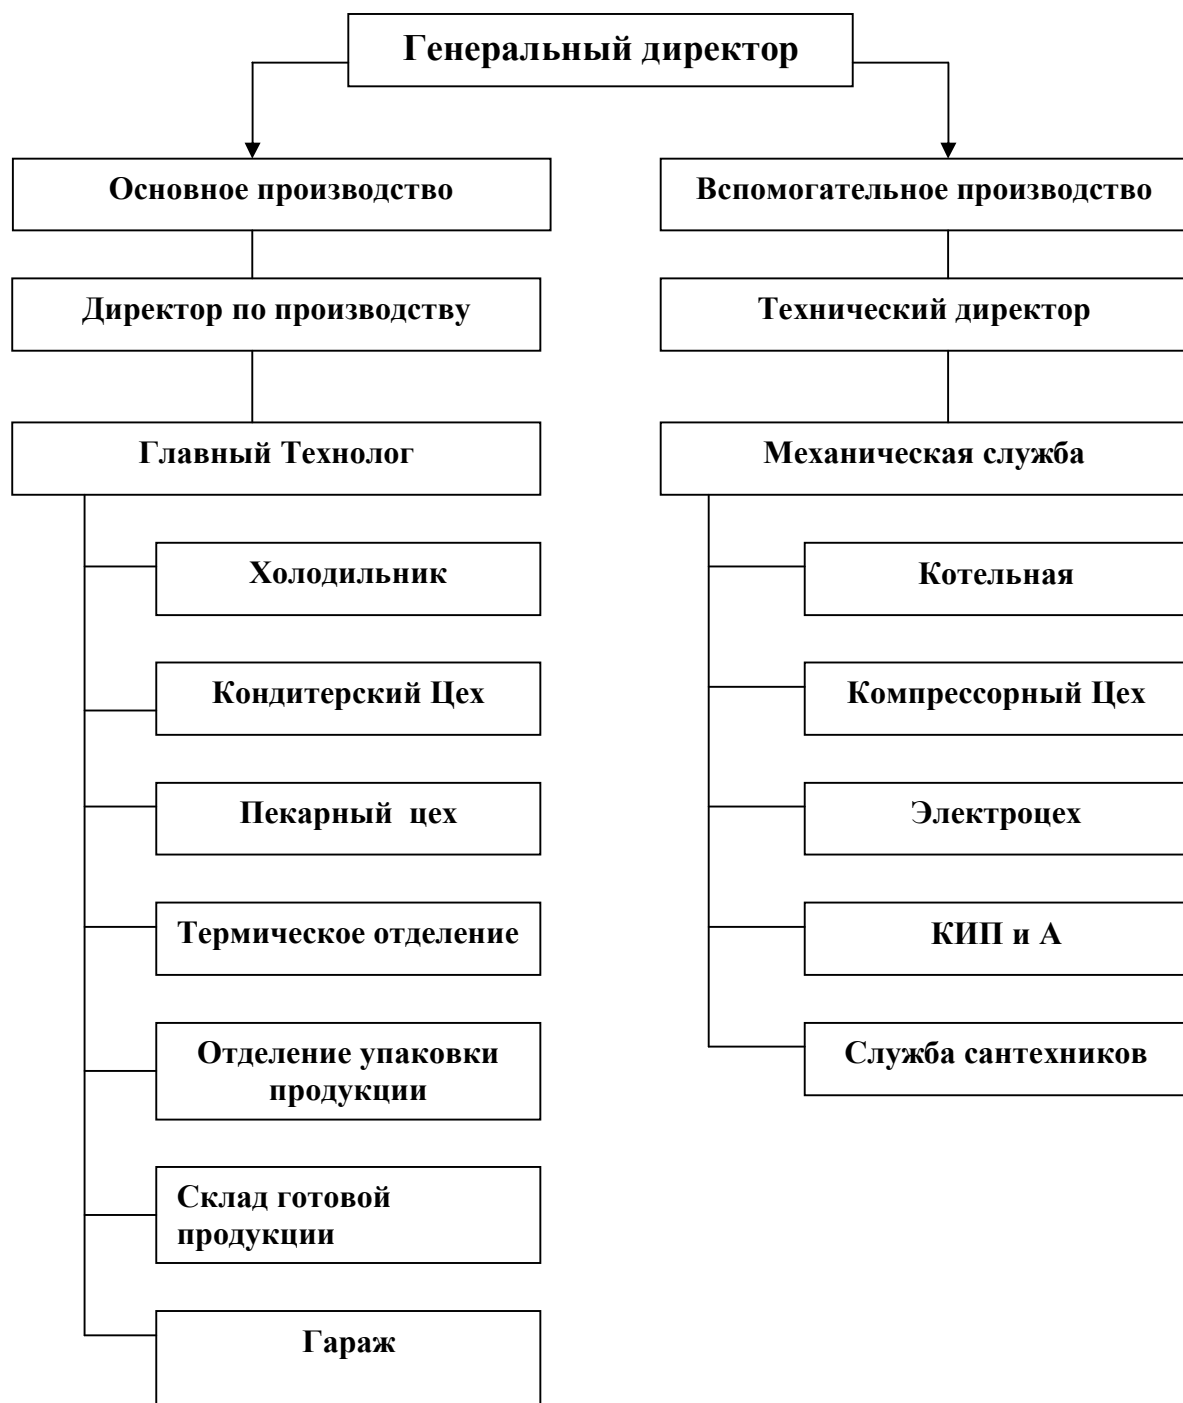 Генеральный директор
Основное производство
Вспомогательное производство
Директор по производству
Технический директор
Главный Технолог
Механическая служба
Холодильник
Котельная
Кондитерский Цех
Компрессорный Цех
Пекарный  цех
Электроцех
Термическое отделение
КИП и А
Отделение упаковки
продукции
Служба сантехников
Склад готовой
продукции
Гараж